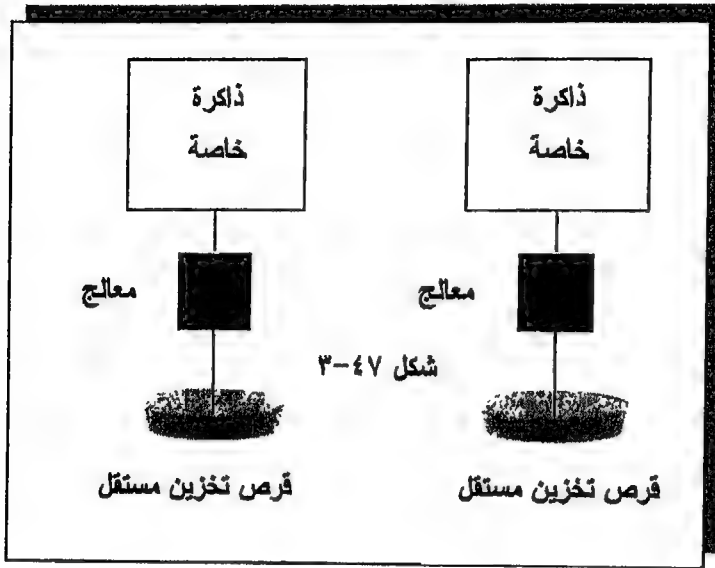 ذاكرة
خاصة
ذاكرة
خاصة
معالج
معالج
شكل ٤٧-٣
قرص تخزين مستقل
قرص تخزين مستقل